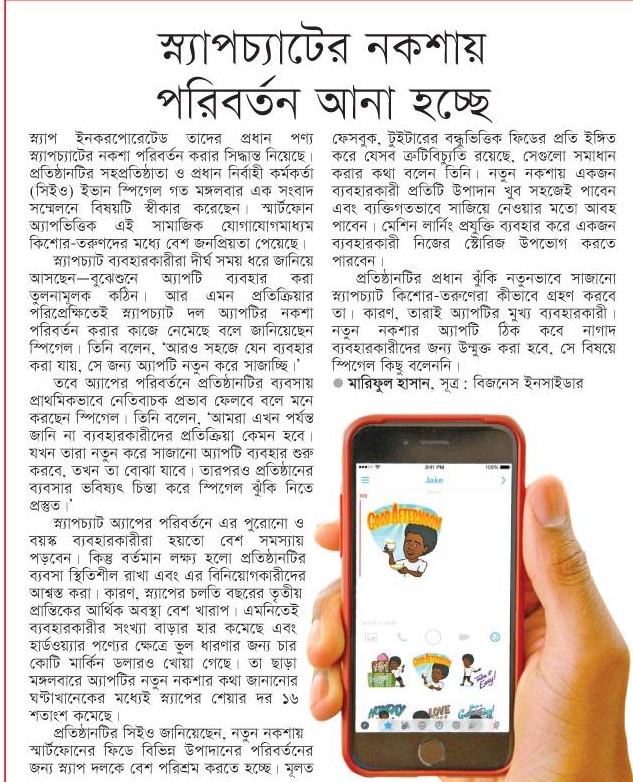 স্ন্যাপচ্যাটের নকশায়
পরিবর্তন আনা হচ্ছে
স্ন্যাপ ইনকরপোরেটেড তাদের প্রধান পণ্য
স্ন্যাপচ্যাটের নকশা পরিবর্তন করার সিদ্ধান্ত নিয়েছে।
প্রতিষ্ঠানটির সহপ্রতিষ্ঠাতা ও প্রধান নির্বাহী কর্মকর্তা
(সিইও) ইভান স্পিগেল গত মঙ্গলবার এক সংবাদ
সম্মেলনে বিষয়টি স্বীকার করেছেন। স্মার্টফোন
অ্যাপভিত্তিক এই সামাজিক যোগাযোগমাধ্যম
কিশোর-তরুণদের মধ্যে বেশ জনপ্রিয়তা পেয়েছে।
স্ন্যাপচ্যাট ব্যবহারকারীরা দীর্ঘ সময় ধরে জানিয়ে
আসছেন—বুঝেশুনে অ্যাপটি ব্যবহার করা
তুলনামূলক কঠিন। আর এমন প্রতিক্রিয়ার
পরিপ্রেক্ষিতেই স্ন্যাপচ্যাট দল অ্যাপটির নকশা
পরিবর্তন করার কাজে নেমেছে বলে জানিয়েছেন
স্পিগেল। তিনি বলেন, ‘আরও সহজে যেন ব্যবহার
করা যায়, সে জন্য অ্যাপটি নতুন করে সাজাচ্ছি।’
তবে অ্যাপের পরিবর্তনে প্রতিষ্ঠানটির ব্যবসায়
প্রাথমিকভাবে নেতিবাচক প্রভাব ফেলবে বলে মনে
করছেন স্পিগেল। তিনি বলেন, ‘আমরা এখন পর্যন্ত
জানি না ব্যবহারকারীদের প্রতিক্রিয়া কেমন হবে।
যখন তারা নতুন করে সাজানো অ্যাপটি ব্যবহার শুরু
করবে, তখন তা বোঝা যাবে। তারপরও প্রতিষ্ঠানের
ব্যবসার ভবিষ্যৎ চিন্তা করে স্পিগেল ঝুঁকি নিতে
প্রস্তুত।’
স্ন্যাপচ্যাট অ্যাপের পরিবর্তনে এর পুরোনো ও
বয়স্ক ব্যবহারকারীরা হয়তো বেশ সমস্যায়
পড়বেন। কিন্তু বর্তমান লক্ষ্য হলো প্রতিষ্ঠানটির
ব্যবসা স্থিতিশীল রাখা এবং এর বিনিয়োগকারীদের
আশ্বস্ত করা। কারণ, স্ন্যাপের চলতি বছরের তৃতীয়
প্রান্তিকের আর্থিক অবস্থা বেশ খারাপ। এমনিতেই
ব্যবহারকারীর সংখ্যা বাড়ার হার কমেছে এবং
হার্ডওয়্যার পণ্যের ক্ষেত্রে ভুল ধারণার জন্য চার
কোটি মার্কিন ডলারও খোয়া গেছে। তা ছাড়া
মঙ্গলবারে অ্যাপটির নতুন নকশার কথা জানানোর
ঘণ্টাখানেকের মধ্যেই স্ন্যাপের শেয়ার দর ১৬
শতাংশ কমেছে।
প্রতিষ্ঠানটির সিইও জানিয়েছেন, নতুন নকশায়
স্মার্টফোনের ফিডে বিভিন্ন উপাদানের পরিবর্তনের
জন্য স্ন্যাপ দলকে বেশ পরিশ্রম করতে হচ্ছে। মূলত
ফেসবুক, টুইটারের বন্ধুভিত্তিক ফিডের প্রতি ইঙ্গিত
করে যেসব ত্রুটিবিচ্যুতি রয়েছে, সেগুলো সমাধান
করার কথা বলেন তিনি। নতুন নকশায় একজন
ব্যবহারকারী প্রতিটি উপাদান খুব সহজেই পাবেন
এবং ব্যক্তিগতভাবে সাজিয়ে নেওয়ার মতো আবহ
পাবেন। মেশিন লার্নিং প্রযুক্তি ব্যবহার করে একজন
ব্যবহারকারী নিজের স্টোরিজ উপভোগ করতে
পারবেন।
প্রতিষ্ঠানটির প্রধান ঝুঁকি নতুনভাবে সাজানো
স্ন্যাপচ্যাট কিশোর-তরুণেরা কীভাবে গ্রহণ করবে
তা। কারণ, তারাই অ্যাপটির মুখ্য ব্যবহারকারী।
নতুন নকশার অ্যাপটি ঠিক কবে নাগাদ
ব্যবহারকারীদের জন্য উন্মুক্ত করা হবে, সে বিষয়ে
স্পিগেল কিছু বলেননি।
● মারিফুল হাসান, সূত্র : বিজনেস ইনসাইডার
3:41 PM 100%
Jake
ME
GOOD AFTERNOON
GOOD AFTERNOON
Take it Easy!
LOVE